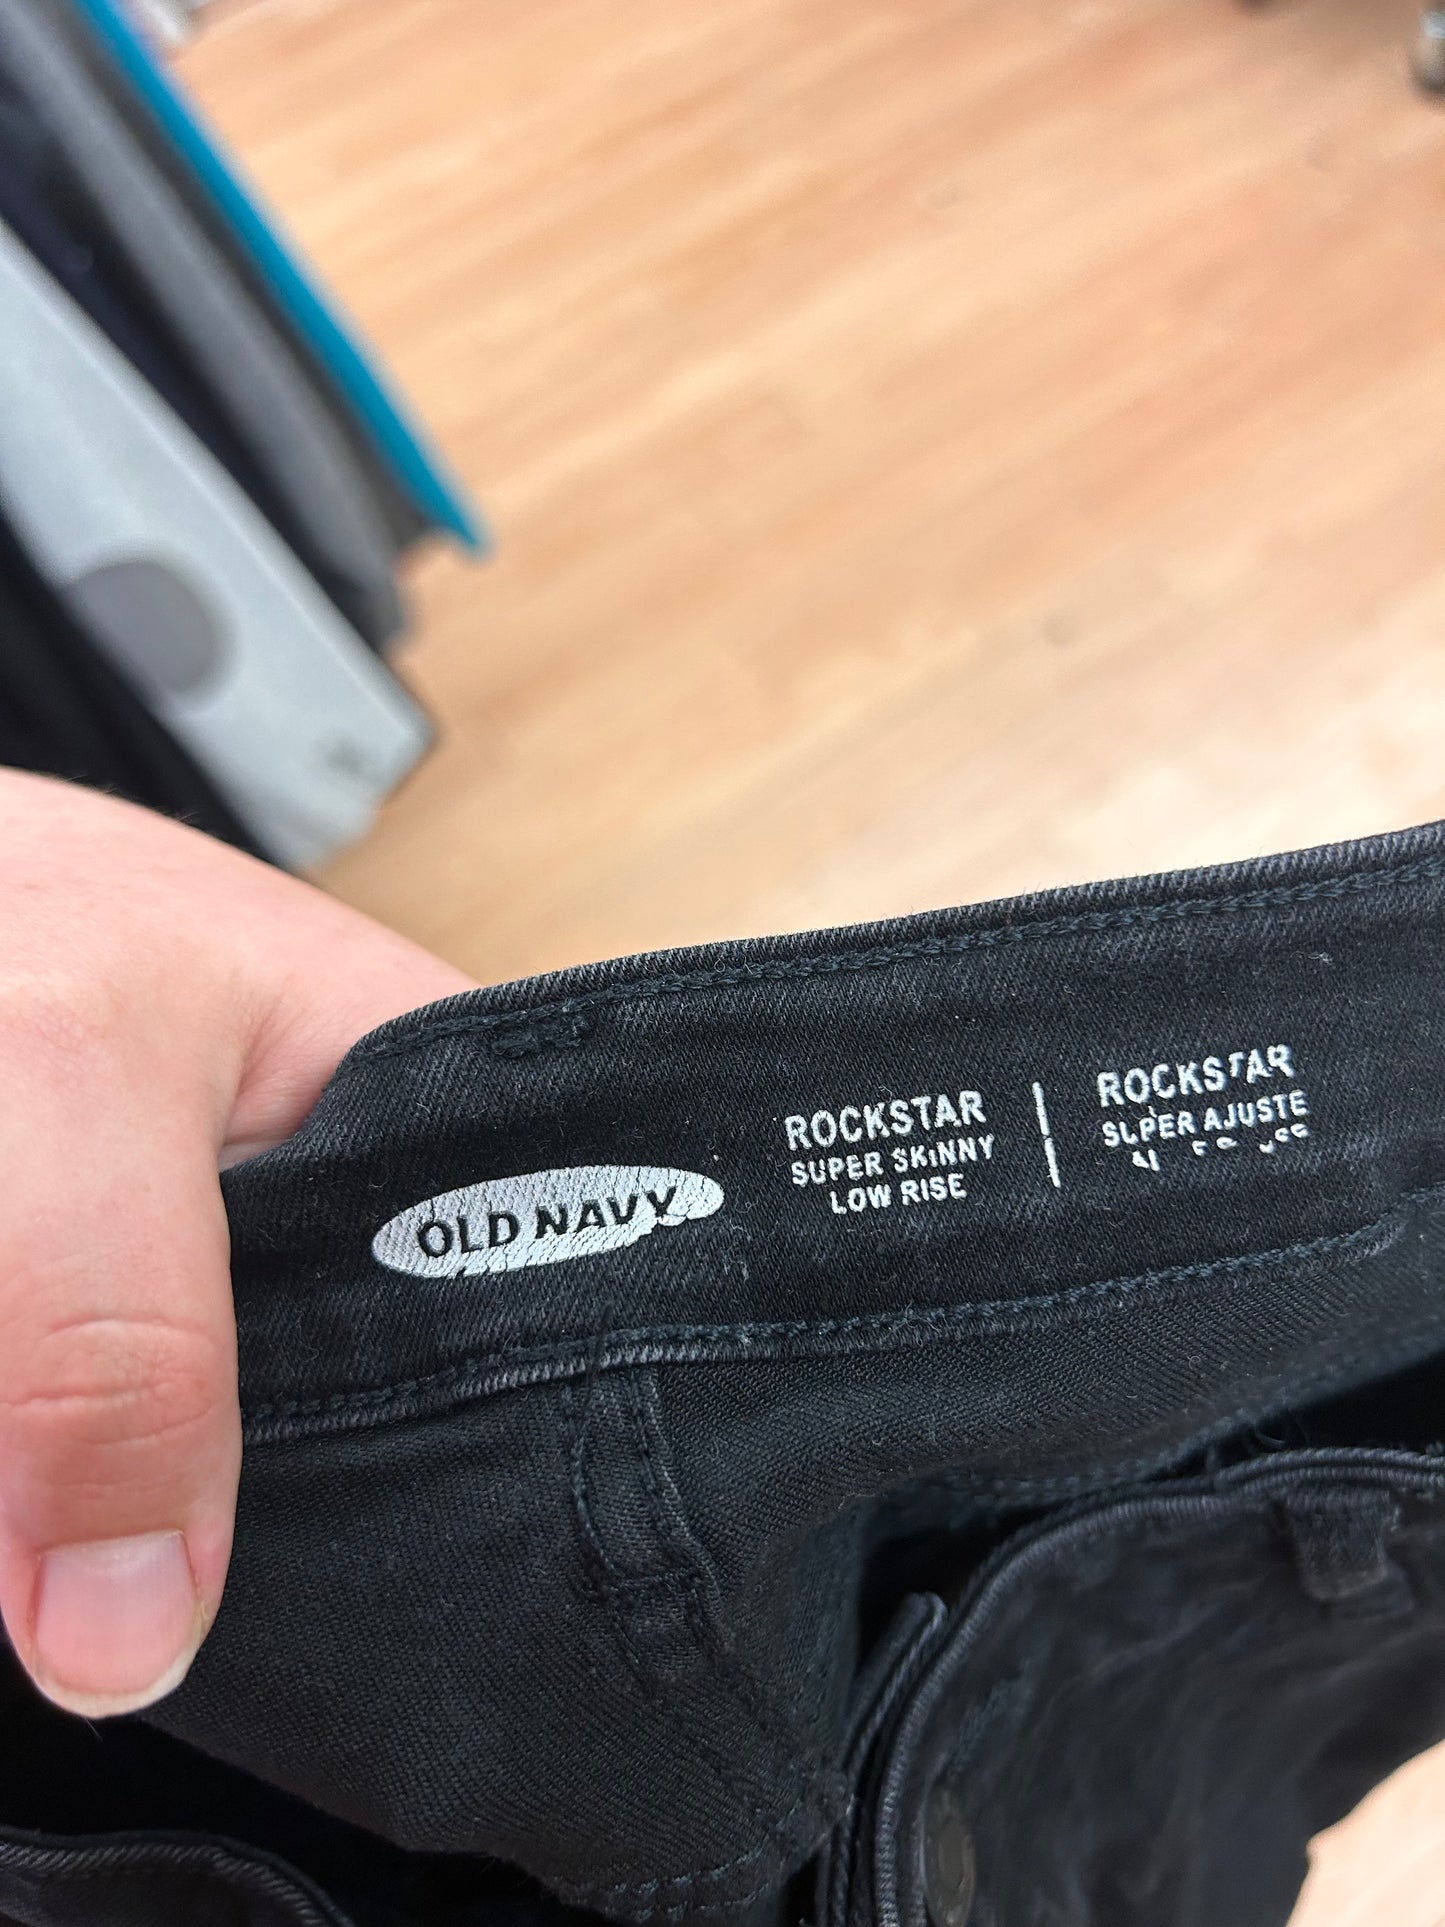 OLD NAVY
ROCKSTAR
SUPER SKINNY
LOW RISE
ROCKSTAR
SUPER AJUSTE